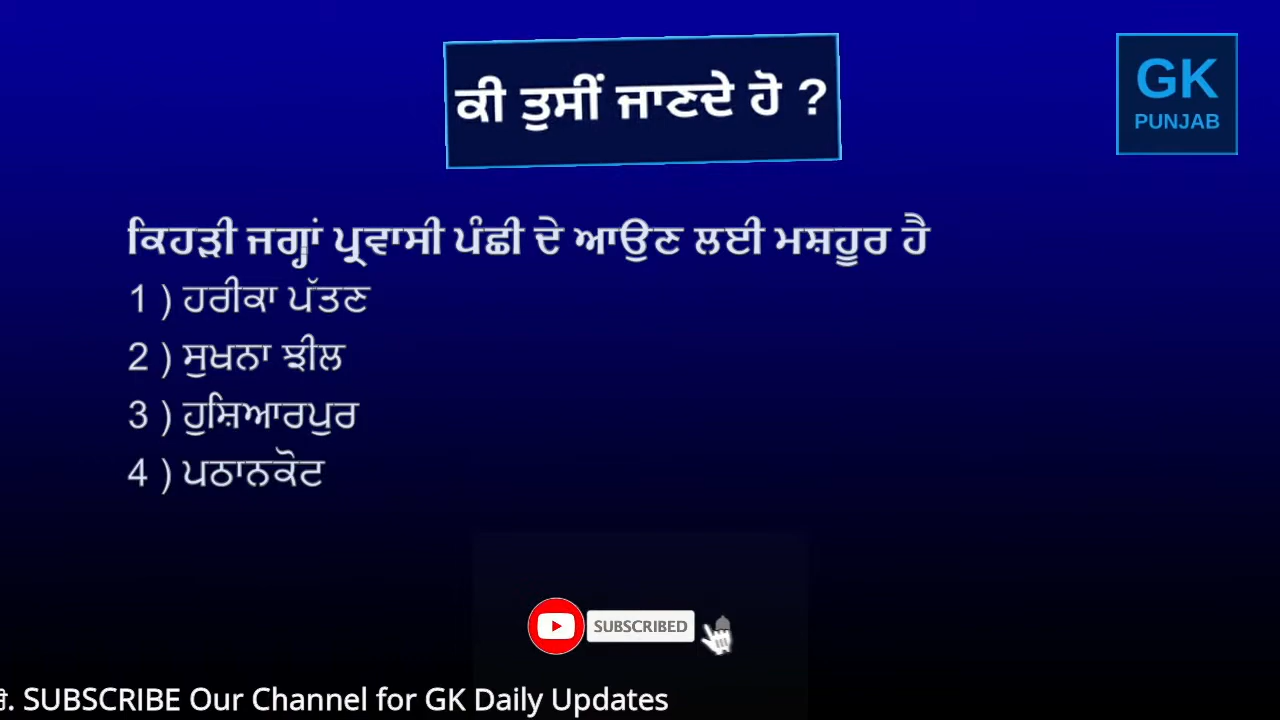 ਕੀ ਤੁਸੀਂ ਜਾਣਦੇ ਹੋ ?
GK
PUNJAB
ਕਿਹੜੀ ਜਗ੍ਹਾਂ ਪ੍ਰਵਾਸੀ ਪੰਛੀ ਦੇ ਆਉਣ ਲਈ ਮਸ਼ਹੂਰ ਹੈ
1 ) ਹਰੀਕਾ ਪੱਤਣ
2 ) ਸੁਖਨਾ ਝੀਲ
3 ) ਹੁਸ਼ਿਆਰਪੁਰ
4 ) ਪਠਾਨਕੋਟ
SUBSCRIBED
. SUBSCRIBE Our Channel for GK Daily Updates